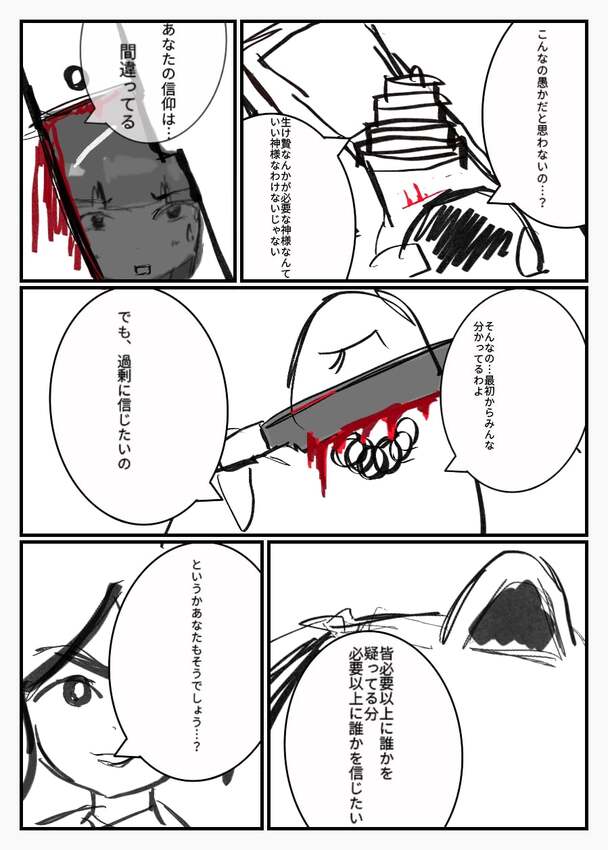 こんなの愚かだと思わないの…?
生け贄なんかが必要な神様なんて
いい神様なわけないじゃない
あなたの信仰は…
間違ってる
そんなの…最初からみんな
分かってるわよ
でも、過剰に信じたいの
皆必要以上に誰かを
疑ってる分
必要以上に誰かを信じたい
というかあなたもそうでしょう…?